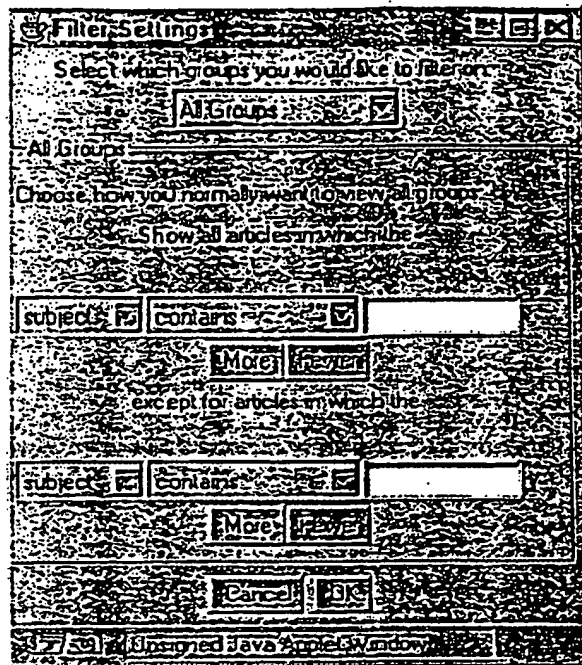 Filter Settings
Select which groups you would like to filter on:
All Groups
All Groups
Choose how you normally want to view all groups
Show all articles in which the
subject contains
More Fewer
except for articles in which the
subject contains
More Fewer
Cancel OK
Unsigned Java Applet Window